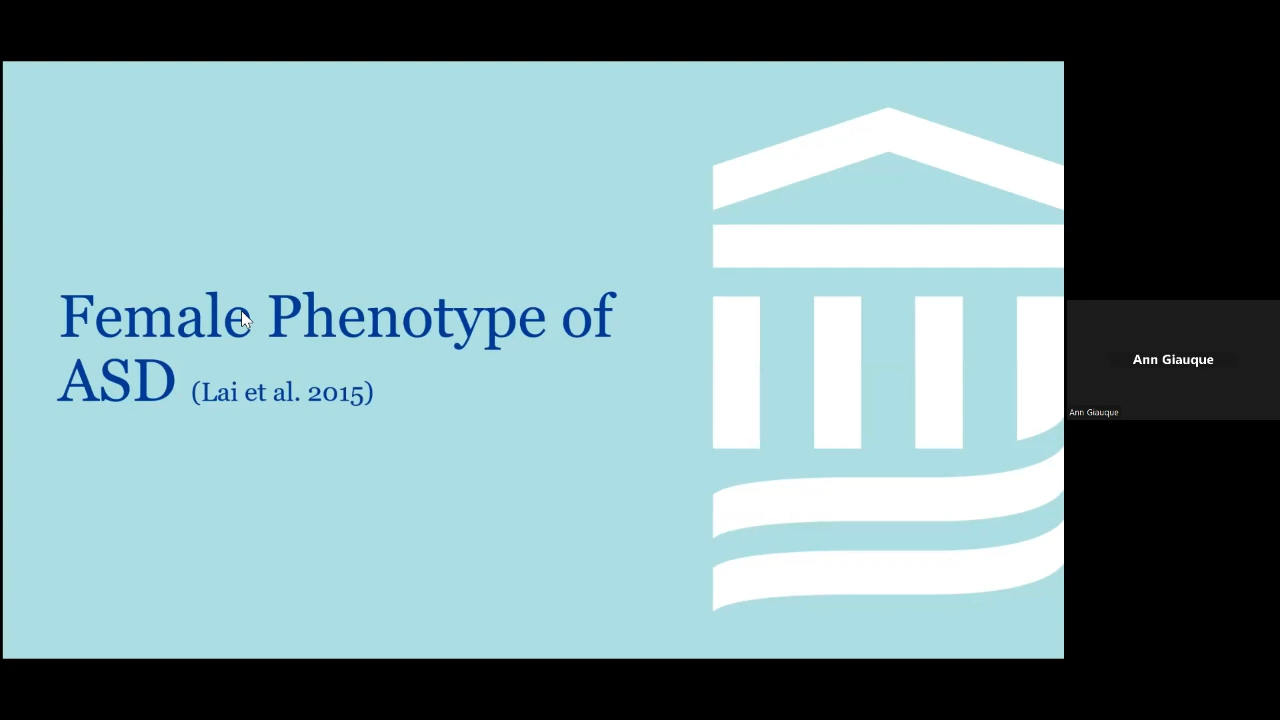 Female Phenotype of
ASD (Lai et al. 2015)
Ann Giauque
Ann Giauque